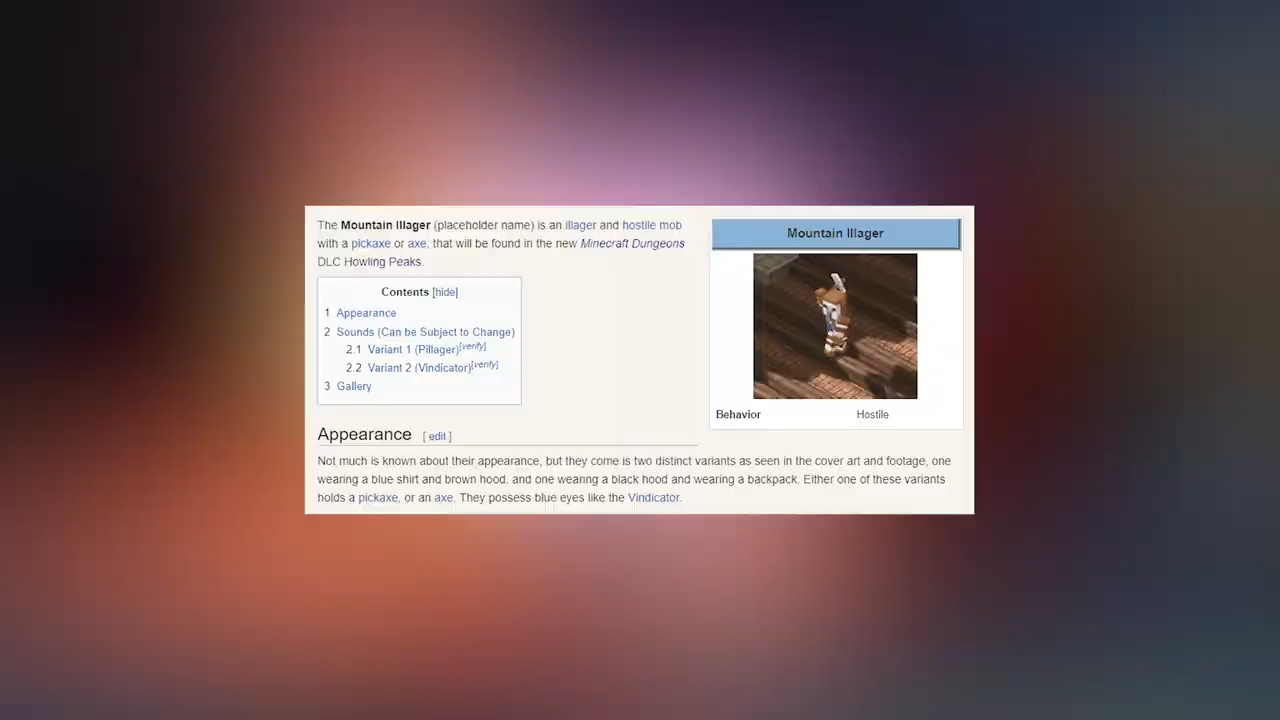 The Mountain Illager (placeholder name) is an illager and hostile mob
with a pickaxe or axe, that will be found in the new Minecraft Dungeons
DLC Howling Peaks.
Contents [hide]
1 Appearance
2 Sounds (Can be Subject to Change)
2.1 Variant 1 (Pillager)[verify]
2.2 Variant 2 (Vindicator)[verify]
3 Gallery
Mountain Illager
Behavior Hostile
Appearance [ edit ]
Not much is known about their appearance, but they come is two distinct variants as seen in the cover art and footage, one
wearing a blue shirt and brown hood, and one wearing a black hood and wearing a backpack. Either one of these variants
holds a pickaxe, or an axe. They possess blue eyes like the Vindicator.